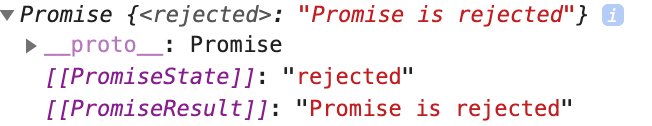 Promise {<rejected>: "Promise is rejected"} i
__proto__: Promise
[[PromiseState]]: "rejected"
[[PromiseResult]]: "Promise is rejected"